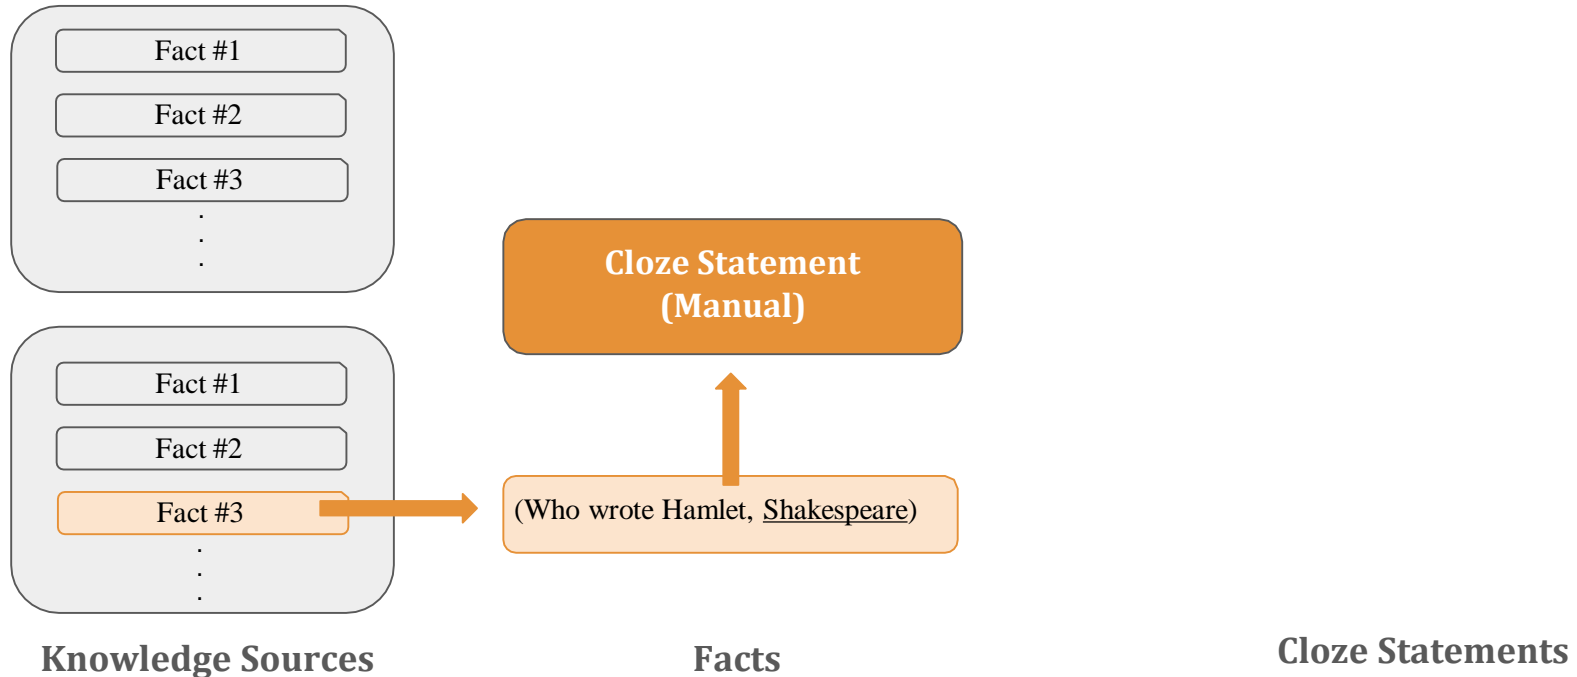 Fact #1
Fact #2
Fact #3
.
.
.
Fact #1
Fact #2
Fact #3
.
.
.
Cloze Statement
(Manual)
(Who wrote Hamlet, Shakespeare)
Knowledge Sources
Facts
Cloze Statements